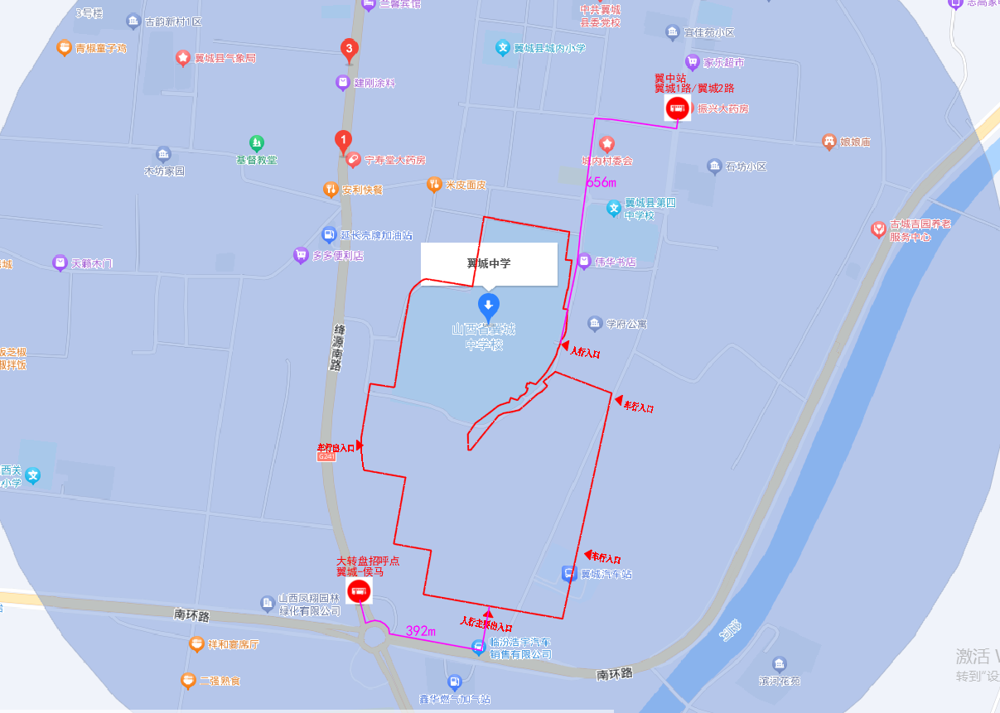 3号楼
古韵新村1区
兰馨宾馆
中共翼城
县委党校
宜佳苑小区
青椒童子鸡
翼城县气象局
3
翼城县城内小学
家乐超市
建刚涂料
翼中站
翼城1路/翼城2路
振兴大药房
1
基督教堂
宁寿堂大药房
城内村委会
娘娘庙
木坊家园
石坊小区
安利快餐
米皮面皮
656m
翼城县第四
中学校
延长壳牌加油站
古城吉园养老
服务中心
天籁木门
多多便利店
翼城中学
伟华书店
山西省翼城
中学校
学府公寓
绛源南路
人行入口
板芝椒
椒拌饭
车行入口
车行出入口
G241
西关
小学
大转盘招呼点
翼城-侯马
车行入口
翼城汽车站
山西凤翔园林
绿化有限公司
南环路
人行主要出入口
392m
祥和宴席厅
临汾浩宇汽车
销售有限公司
二强熟食
鑫华燃气加气站
南环路
滨河花苑
激活 W
转到"设